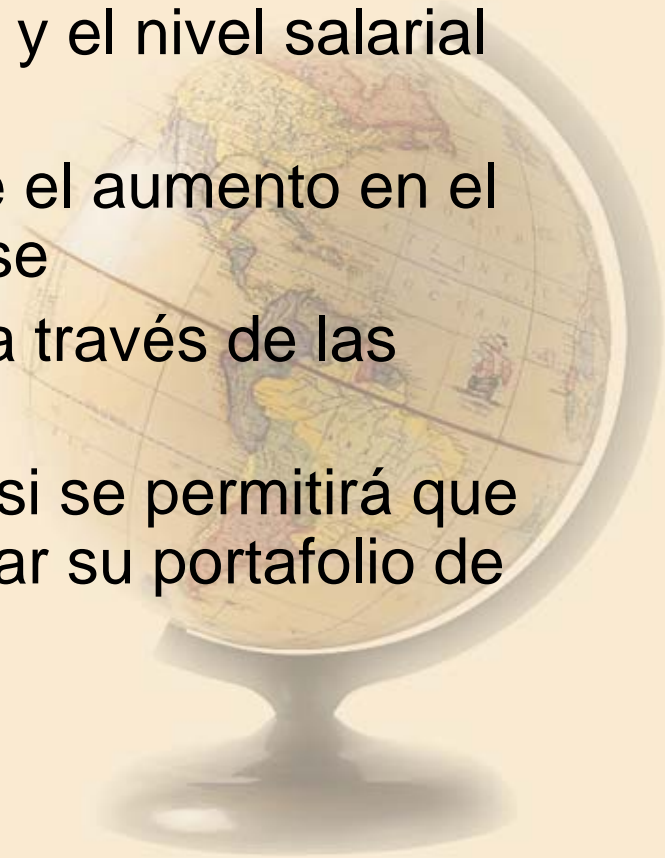 y el nivel salarial
el aumento en el
se
a través de las
si se permitirá que
ar su portafolio de